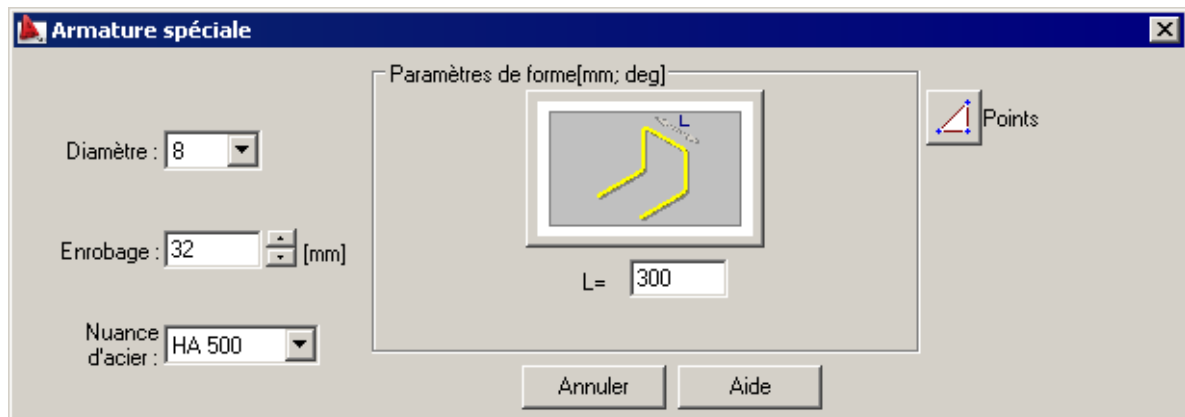 Armature spéciale
Paramètres de forme[mm; deg]
L
Points
Diamètre : 8
Enrobage : 32 [mm]
L= 300
Nuance
d'acier : HA 500
Annuler Aide